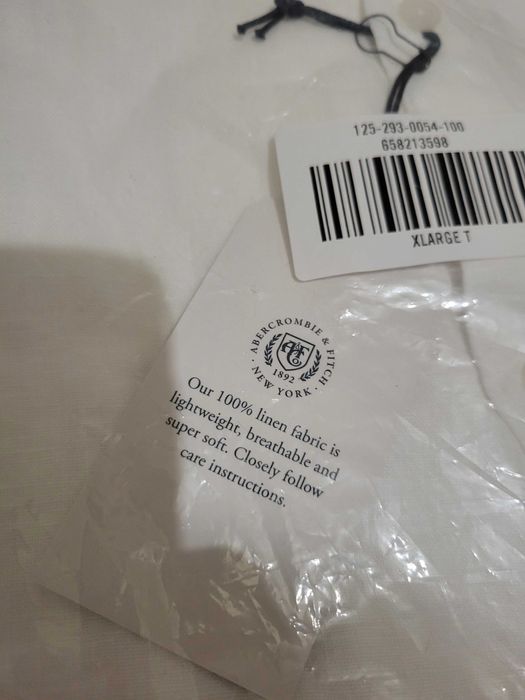 125-293-0054-100
658213598
XLARGE T
ABERCROMBIE & FITCH
A&F Co
1892
NEW YORK
Our 100% linen fabric is
lightweight, breathable and
super soft. Closely follow
care instructions.